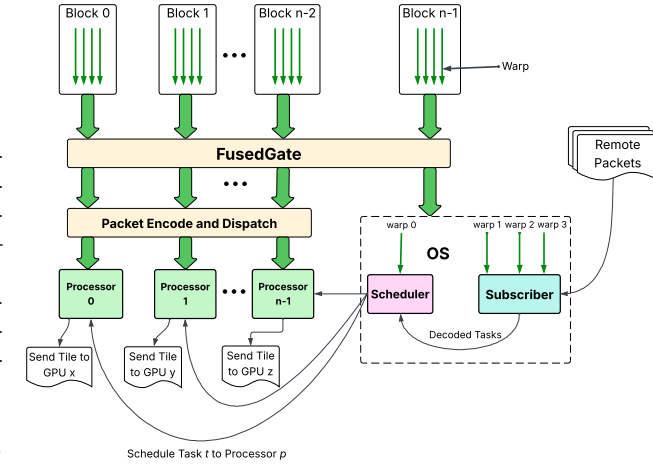 Block 0
Block 1
Block n-2
Block n-1
Warp
FusedGate
Remote
Packets
Packet Encode and Dispatch
warp 0
warp 1
warp 2
warp 3
OS
Processor
0
Processor
1
Processor
n-1
Scheduler
Subscriber
Decoded Tasks
Send Tile to
GPU x
Send Tile
to GPU y
Send Tile
to GPU z
Schedule Task t to Processor p